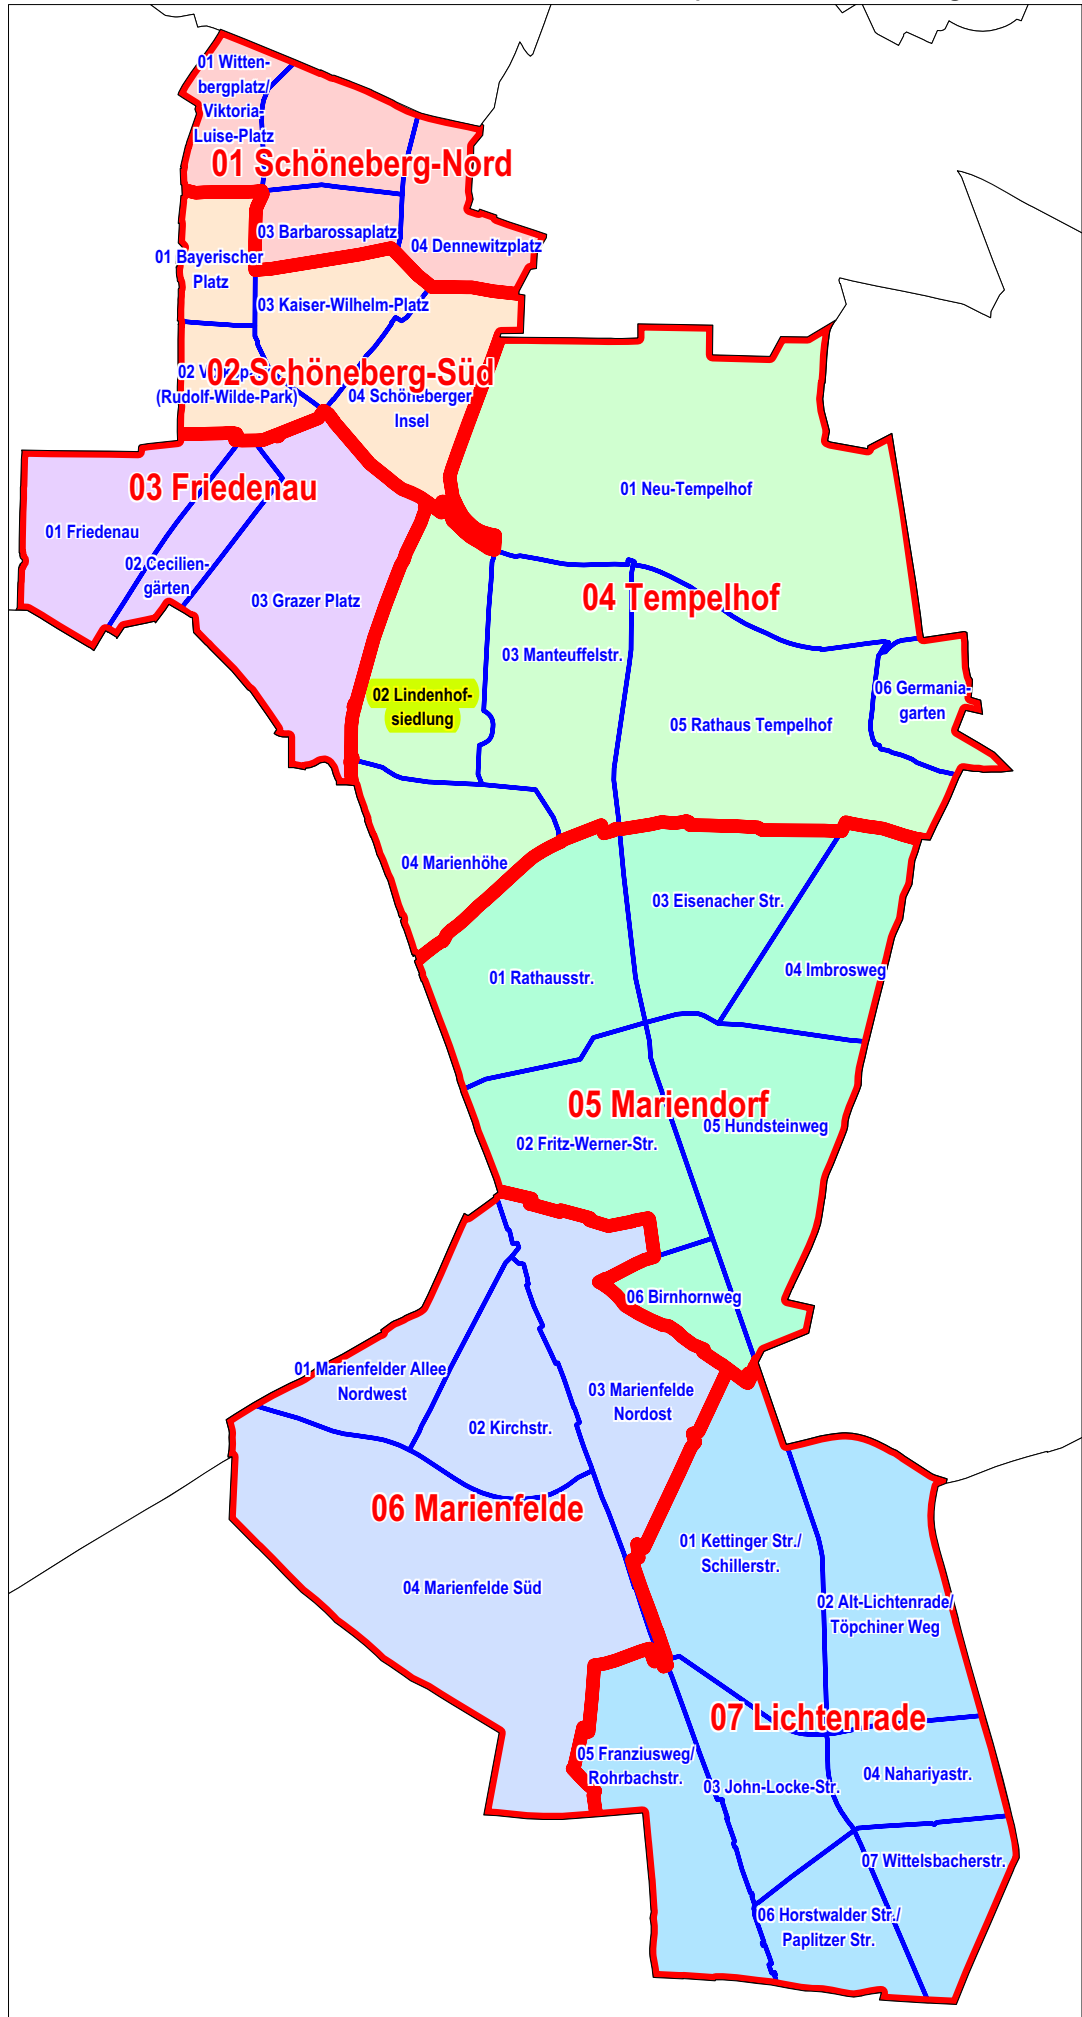 01 Witten-
bergplatz/
Viktoria-
Luise-Platz
01 Schöneberg-Nord
03 Barbarossaplatz
04 Dennewitzplatz
01 Bayerischer
Platz
03 Kaiser-Wilhelm-Platz
02 Schöneberg-Süd
02
(Rudolf-Wilde-Park)
04 Schöneberger
Insel
03 Friedenau
01 Friedenau
02 Cecilien-
gärten
03 Grazer Platz
01 Neu-Tempelhof
04 Tempelhof
03 Manteuffelstr.
02 Lindenhof-
siedlung
05 Rathaus Tempelhof
06 Germania-
garten
04 Marienhöhe
03 Eisenacher Str.
01 Rathausstr.
04 Imbrosweg
05 Mariendorf
02 Fritz-Werner-Str.
05 Hundsteinweg
06 Birnhornweg
01 Marienfelder Allee
Nordwest
03 Marienfelde
Nordost
02 Kirchstr.
06 Marienfelde
04 Marienfelde Süd
01 Kettinger Str./
Schillerstr.
02 Alt-Lichtenrade/
Töpchiner Weg
07 Lichtenrade
05 Franziusweg/
Rohrbachstr.
03 John-Locke-Str.
04 Nahariyastr.
07 Wittelsbacherstr.
06 Horstwalder Str./
Paplitzer Str.